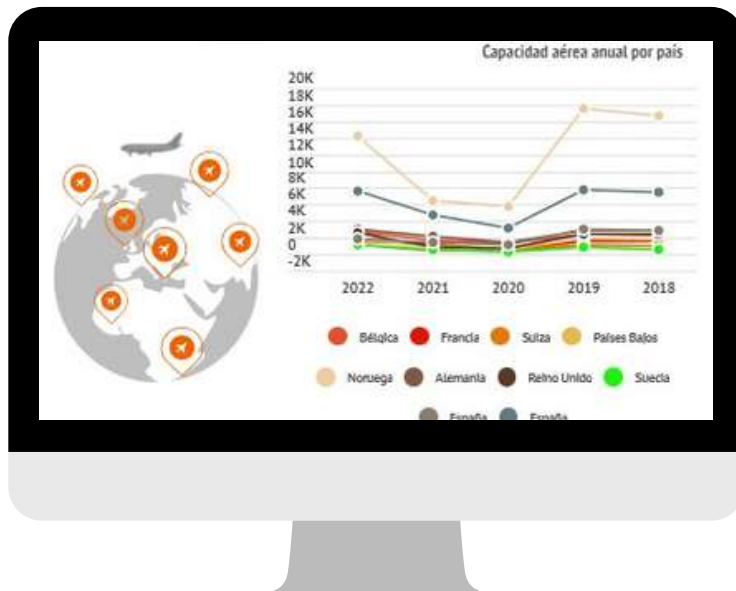 Capacidad aérea anual por país
20K
18K
16K
14K
12K
10K
8K
6K
4K
2K
0
-2K
2022 2021 2020 2019 2018
Bélgica Francia Suiza Países Bajos
Noruega Alemania Reino Unido Suecia
España España